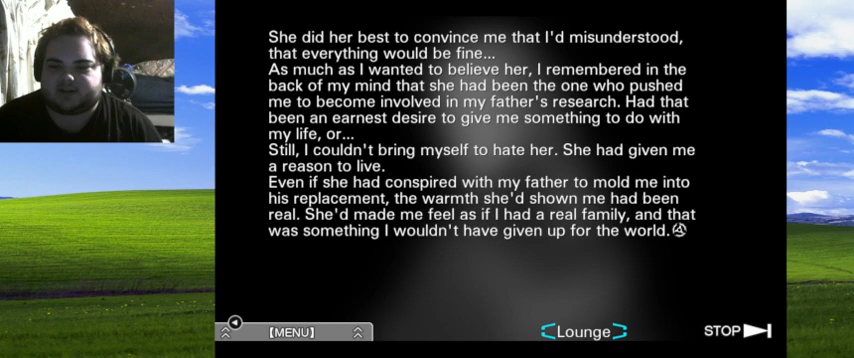 She did her best to convince me that I'd misunderstood,
that everything would be fine...
As much as I wanted to believe her, I remembered in the
back of my mind that she had been the one who pushed
me to become involved in my father's research. Had that
been an earnest desire to give me something to do with
my life, or...
Still, I couldn't bring myself to hate her. She had given me
a reason to live.
Even if she had conspired with my father to mold me into
his replacement, the warmth she'd shown me had been
real. She'd made me feel as if I had a real family, and that
was something I wouldn't have given up for the world.
[MENU]
Lounge
STOP